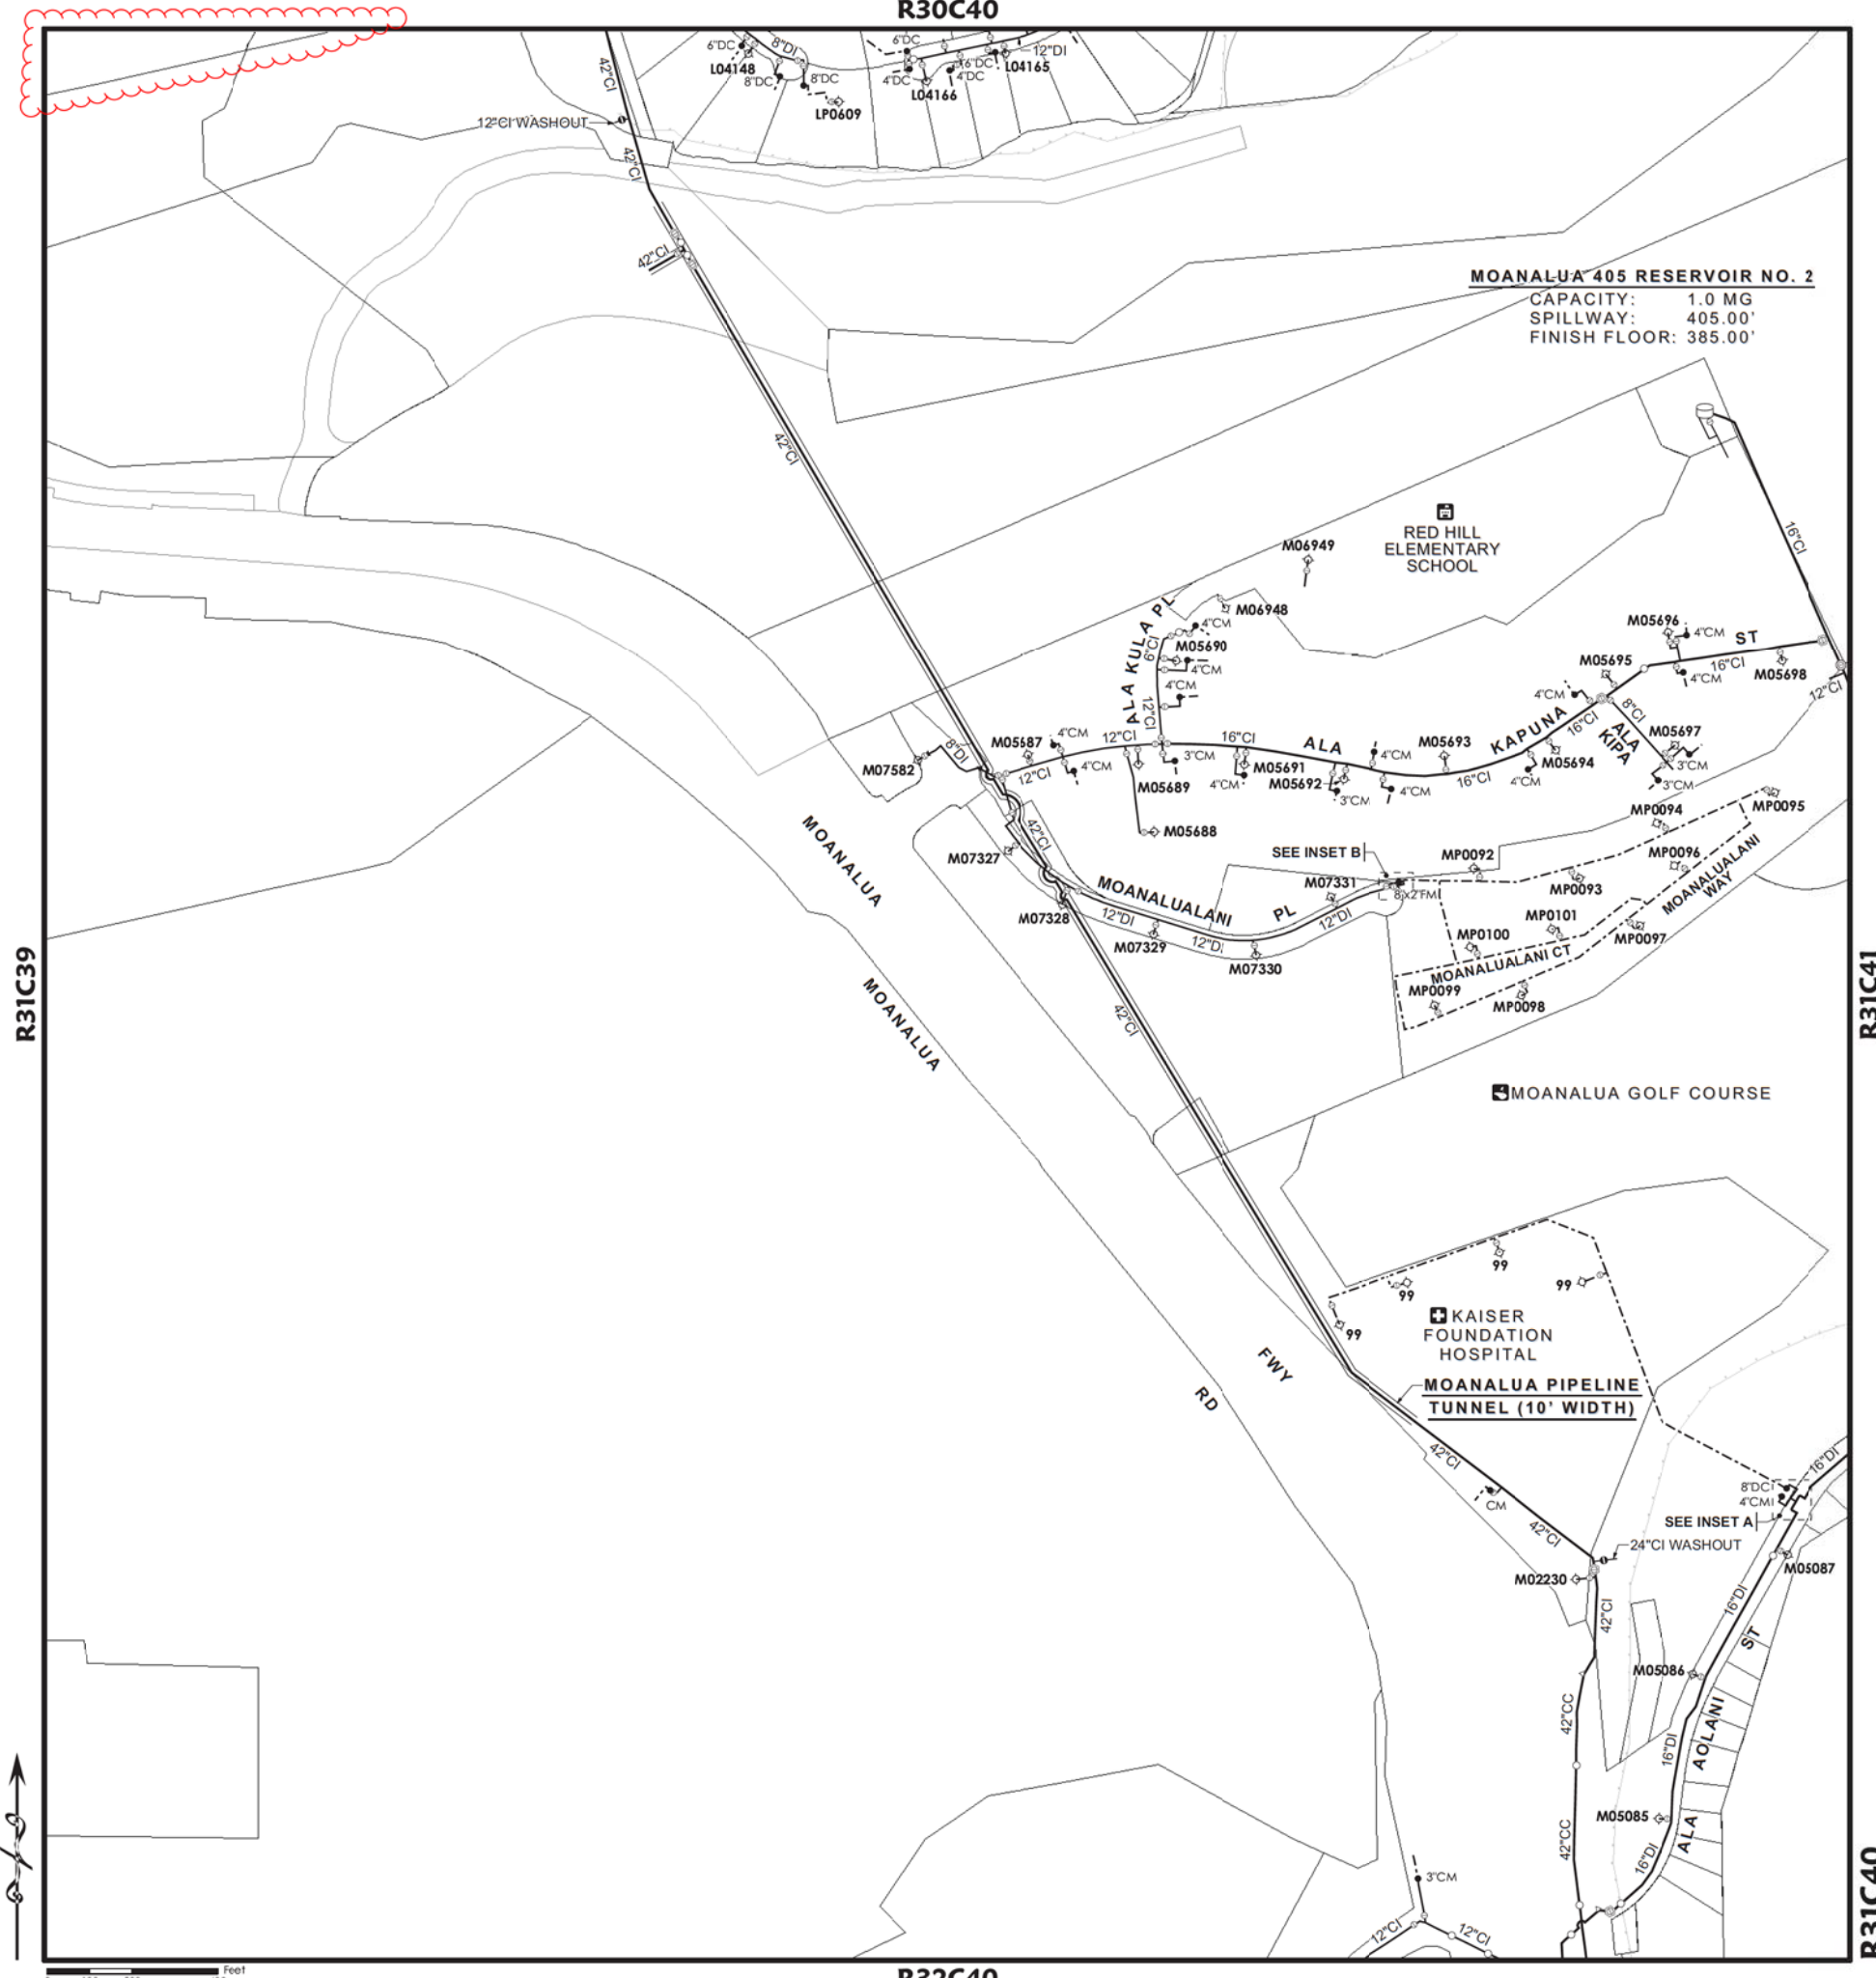 R30C40
6"DC
8"DI
L04148
8"DC
8"DC
LP0609
6"DC
4"DC
L04166
6"DC
4"DC
12"DI
L04165
42"CI
12"CI WASHOUT
42"CI
42"CI
MOANALUA 405 RESERVOIR NO. 2
CAPACITY: 1.0 MG
SPILLWAY: 405.00'
FINISH FLOOR: 385.00'
42"CI
16"CI
RED HILL
ELEMENTARY
SCHOOL
M06949
M06948
ALA KULA PL
6"CI
4"CM
M05690
4"CM
4"CM
12"CI
M05696
4"CM
ST
16"CI
4"CM
M05698
12"CI
M05695
4"CM
8"CI
ALA
KIPA
M05697
3"CM
3"CM
M07582
8"DI
M05687
4"CM
12"CI
4"CM
12"CI
16"CI
3"CM
M05689
M05688
4"CM
M05691
ALA
M05692
3"CM
4"CM
4"CM
M05693
16"CI
KAPUNA
16"CI
M05694
4"CM
MP0094
MP0095
MOANALUA
M07327
42"CI
SEE INSET B
MP0092
MP0096
MP0093
MOANALUALANI
WAY
M07331
8"x2"FM
MOANALUALANI
PL
M07328
12"DI
M07329
12"DI
M07330
12"DI
MP0101
MP0100
MP0097
MOANALUALANI CT
MP0099
MP0098
R31C39
R31C41
MOANALUA
42"CI
MOANALUA GOLF COURSE
99
99
99
99
KAISER
FOUNDATION
HOSPITAL
FWY
RD
MOANALUA PIPELINE
TUNNEL (10' WIDTH)
42"CI
CM
42"CI
16"DI
8"DC
4"CM
SEE INSET A
24"CI WASHOUT
M02230
M05087
42"CI
16"DI
ST
M05086
42"CC
16"DI
AOLANI
M05085
ALA
42"CC
16"DI
3"CM
12"CI
12"CI
R31C40
Feet
R32C40